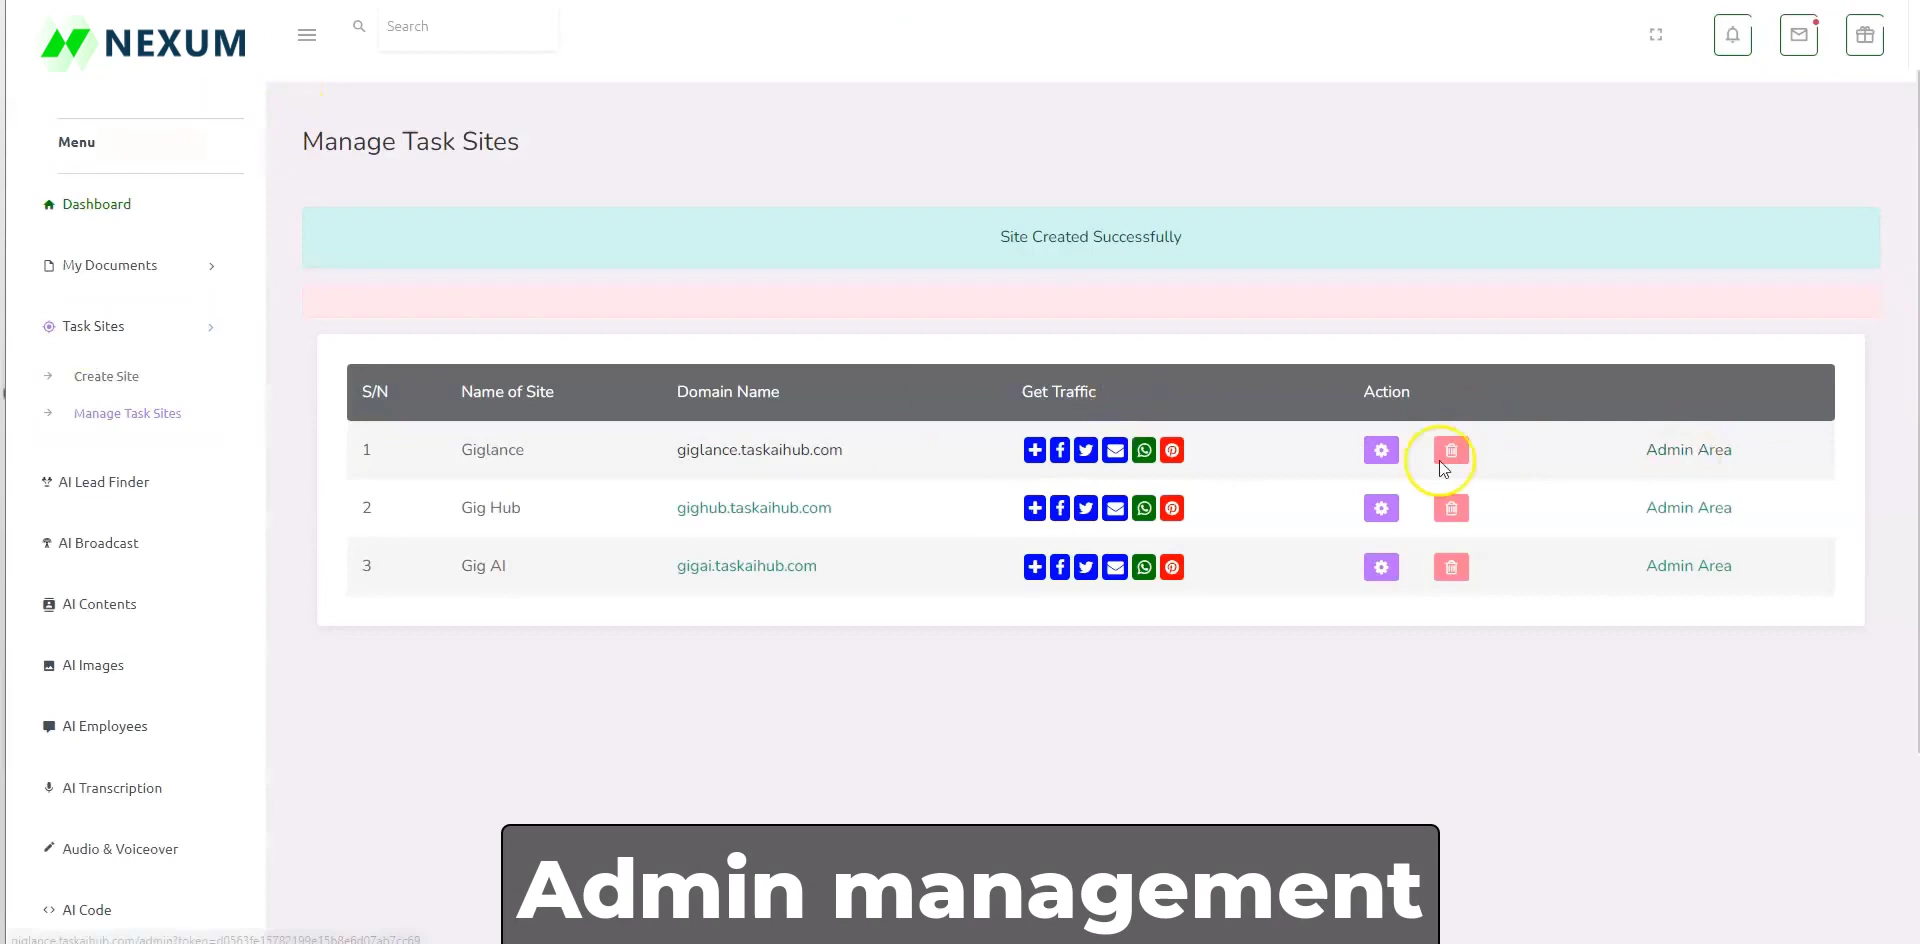 NEXUM
Search
Menu
Dashboard
My Documents
Task Sites
Create Site
Manage Task Sites
AI Lead Finder
AI Broadcast
AI Contents
AI Images
AI Employees
AI Transcription
Audio & Voiceover
AI Code
Manage Task Sites
Site Created Successfully
S/N Name of Site Domain Name Get Traffic Action
1 Giglance giglance.taskaihub.com Admin Area
2 Gig Hub gighub.taskaihub.com Admin Area
3 Gig AI gigai.taskaihub.com Admin Area
Admin management